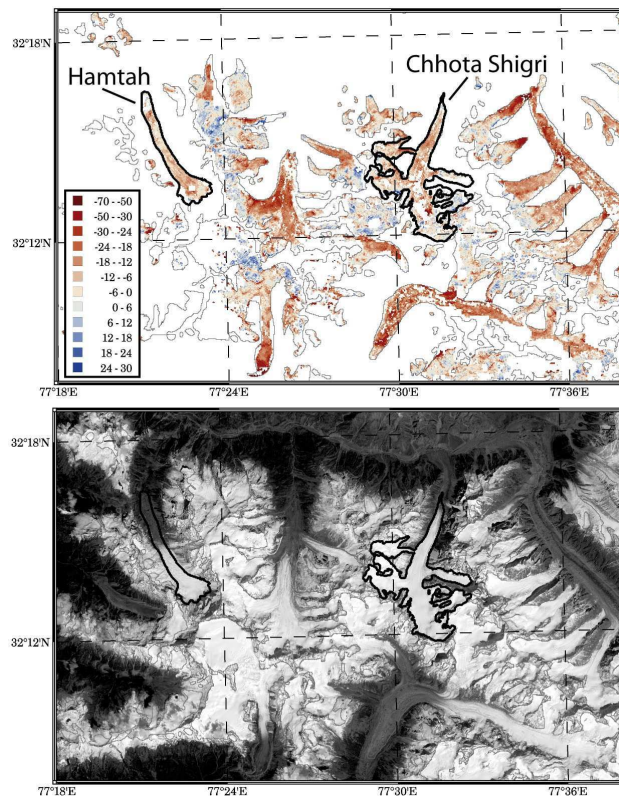 32°18'N
Hamtah
Chhota Shigri
-70 - -50
-50 - -30
-30 - -24
-24 - -18
-18 - -12
-12 - -6
-6 - 0
0 - 6
6 - 12
12 - 18
18 - 24
24 - 30
32°12'N
77°18'E
77°24'E
77°30'E
77°36'E
32°18'N
32°12'N
77°18'E
77°24'E
77°30'E
77°36'E